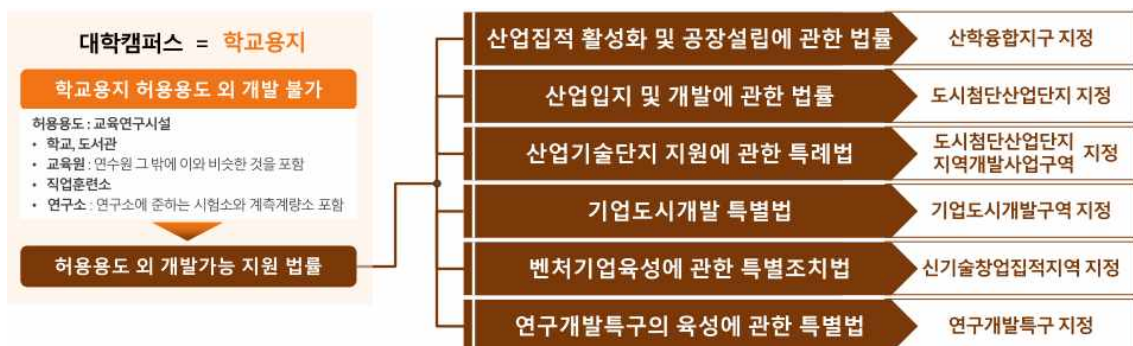 대학캠퍼스 = 학교용지
학교용지 허용용도 외 개발 불가
허용용도 : 교육연구시설
• 학교, 도서관
• 교육원 : 연수원 그 밖에 이와 비슷한 것을 포함
• 직업훈련소
• 연구소 : 연구소에 준하는 시험소와 계측계량소 포함
허용용도 외 개발가능 지원 법률
산업집적 활성화 및 공장설립에 관한 법률
산학융합지구 지정
산업입지 및 개발에 관한 법률
도시첨단산업단지 지정
산업기술단지 지원에 관한 특례법
도시첨단산업단지
지역개발사업구역 지정
기업도시개발 특별법
기업도시개발구역 지정
벤처기업육성에 관한 특별조치법
신기술창업집적지역 지정
연구개발특구의 육성에 관한 특별법
연구개발특구 지정